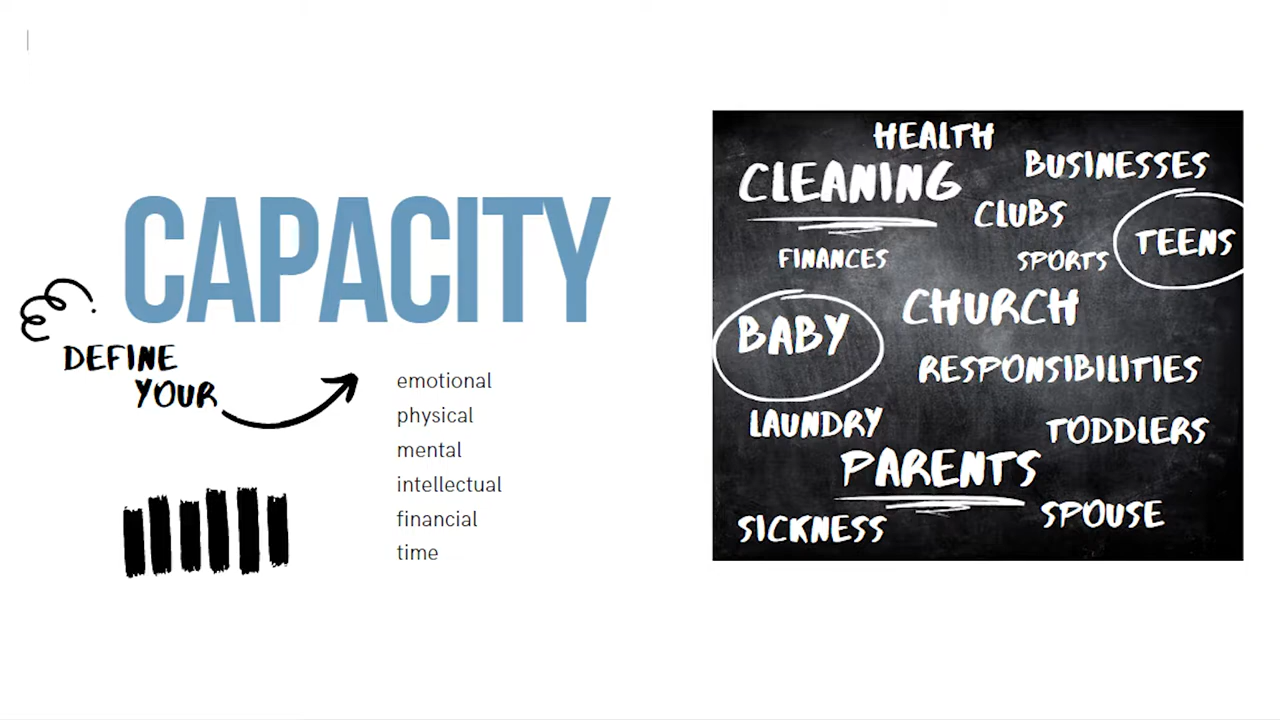 CAPACITY
DEFINE
YOUR
emotional
physical
mental
intellectual
financial
time
HEALTH
CLEANING
BUSINESSES
CLUBS
TEENS
FINANCES
SPORTS
CHURCH
BABY
RESPONSIBILITIES
LAUNDRY
TODDLERS
PARENTS
SPOUSE
SICKNESS